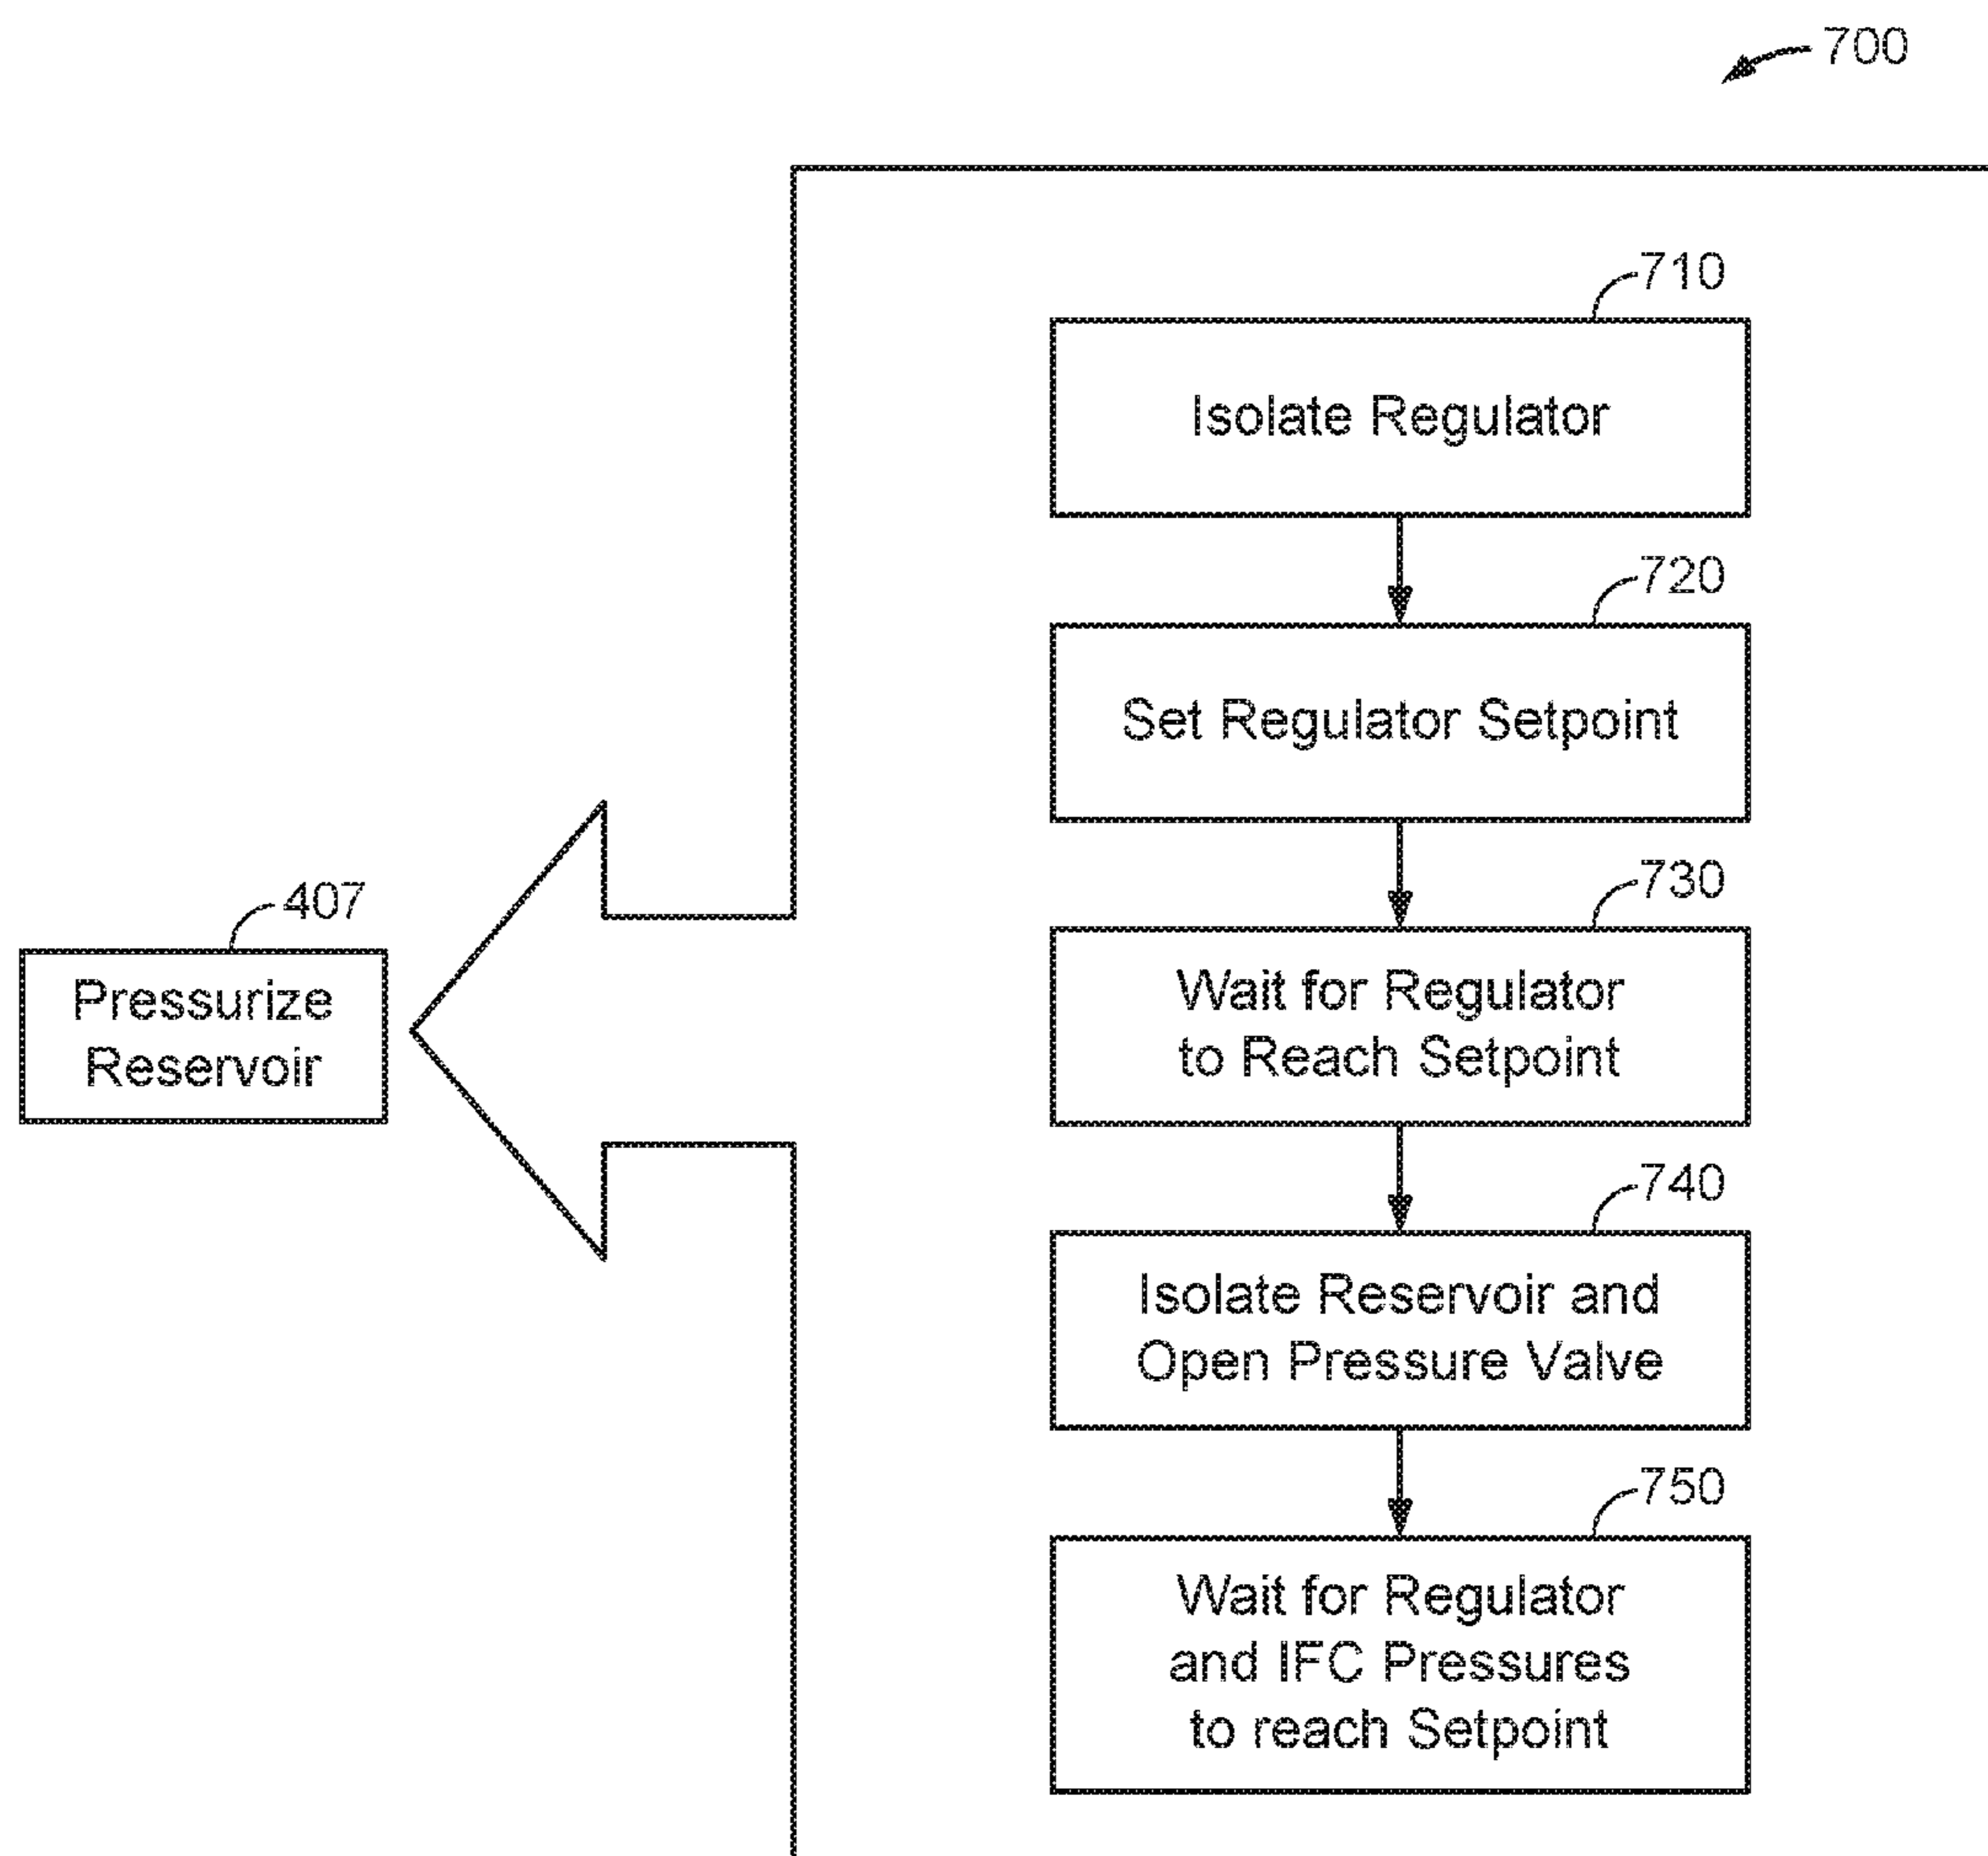 700
710
Isolate Regulator
720
Set Regulator Setpoint
730
Wait for Regulator
to Reach Setpoint
407
Pressurize
Reservoir
740
Isolate Reservoir and
Open Pressure Valve
750
Wait for Regulator
and IFC Pressures
to reach Setpoint